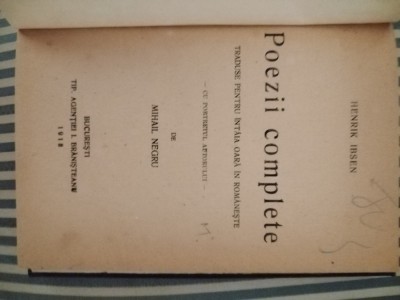 HENRIK IBSEN
Poezii complete
TRADUSE PENTRU ÎNTÂIA OARĂ ÎN ROMÂNEȘTE
— CU PORTRETUL AUTORULUI —
DE
MIHAIL NEGRU
BUCUREȘTI
TIP. AGENȚIEI I. BRĂNIȘTEANU
1918